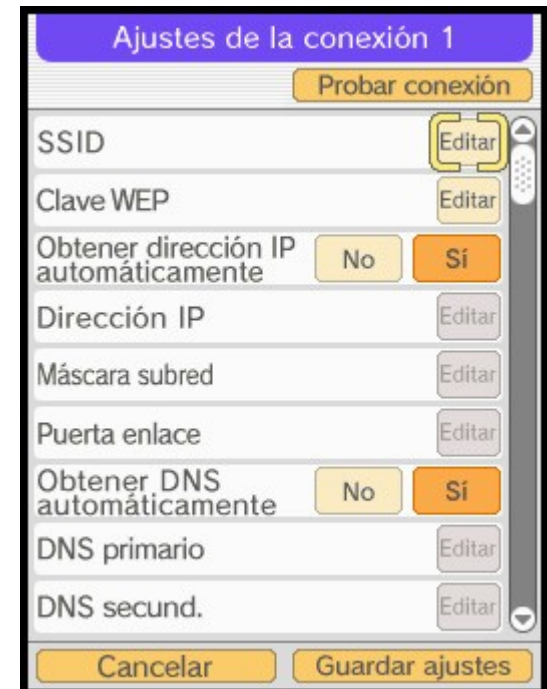 Ajustes de la conexión 1
Probar conexión
SSID Editar
Clave WEP Editar
Obtener dirección IP
automáticamente No Sí
Dirección IP Editar
Máscara subred Editar
Puerta enlace Editar
Obtener DNS
automáticamente No Sí
DNS primario Editar
DNS secund. Editar
Cancelar Guardar ajustes